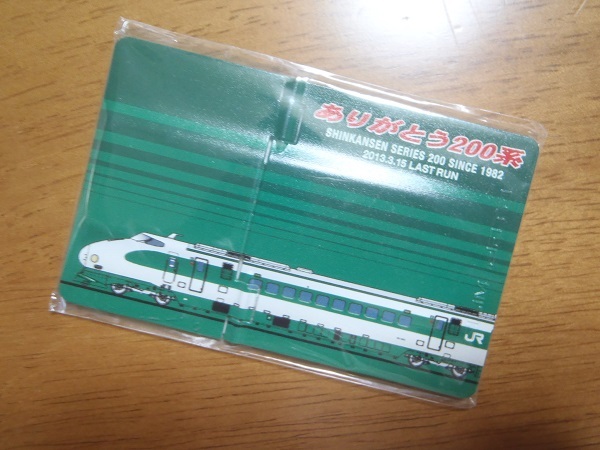 ありがとう200系
SHINKANSEN SERIES 200 SINCE 1982
2013.3.15 LAST RUN
JR